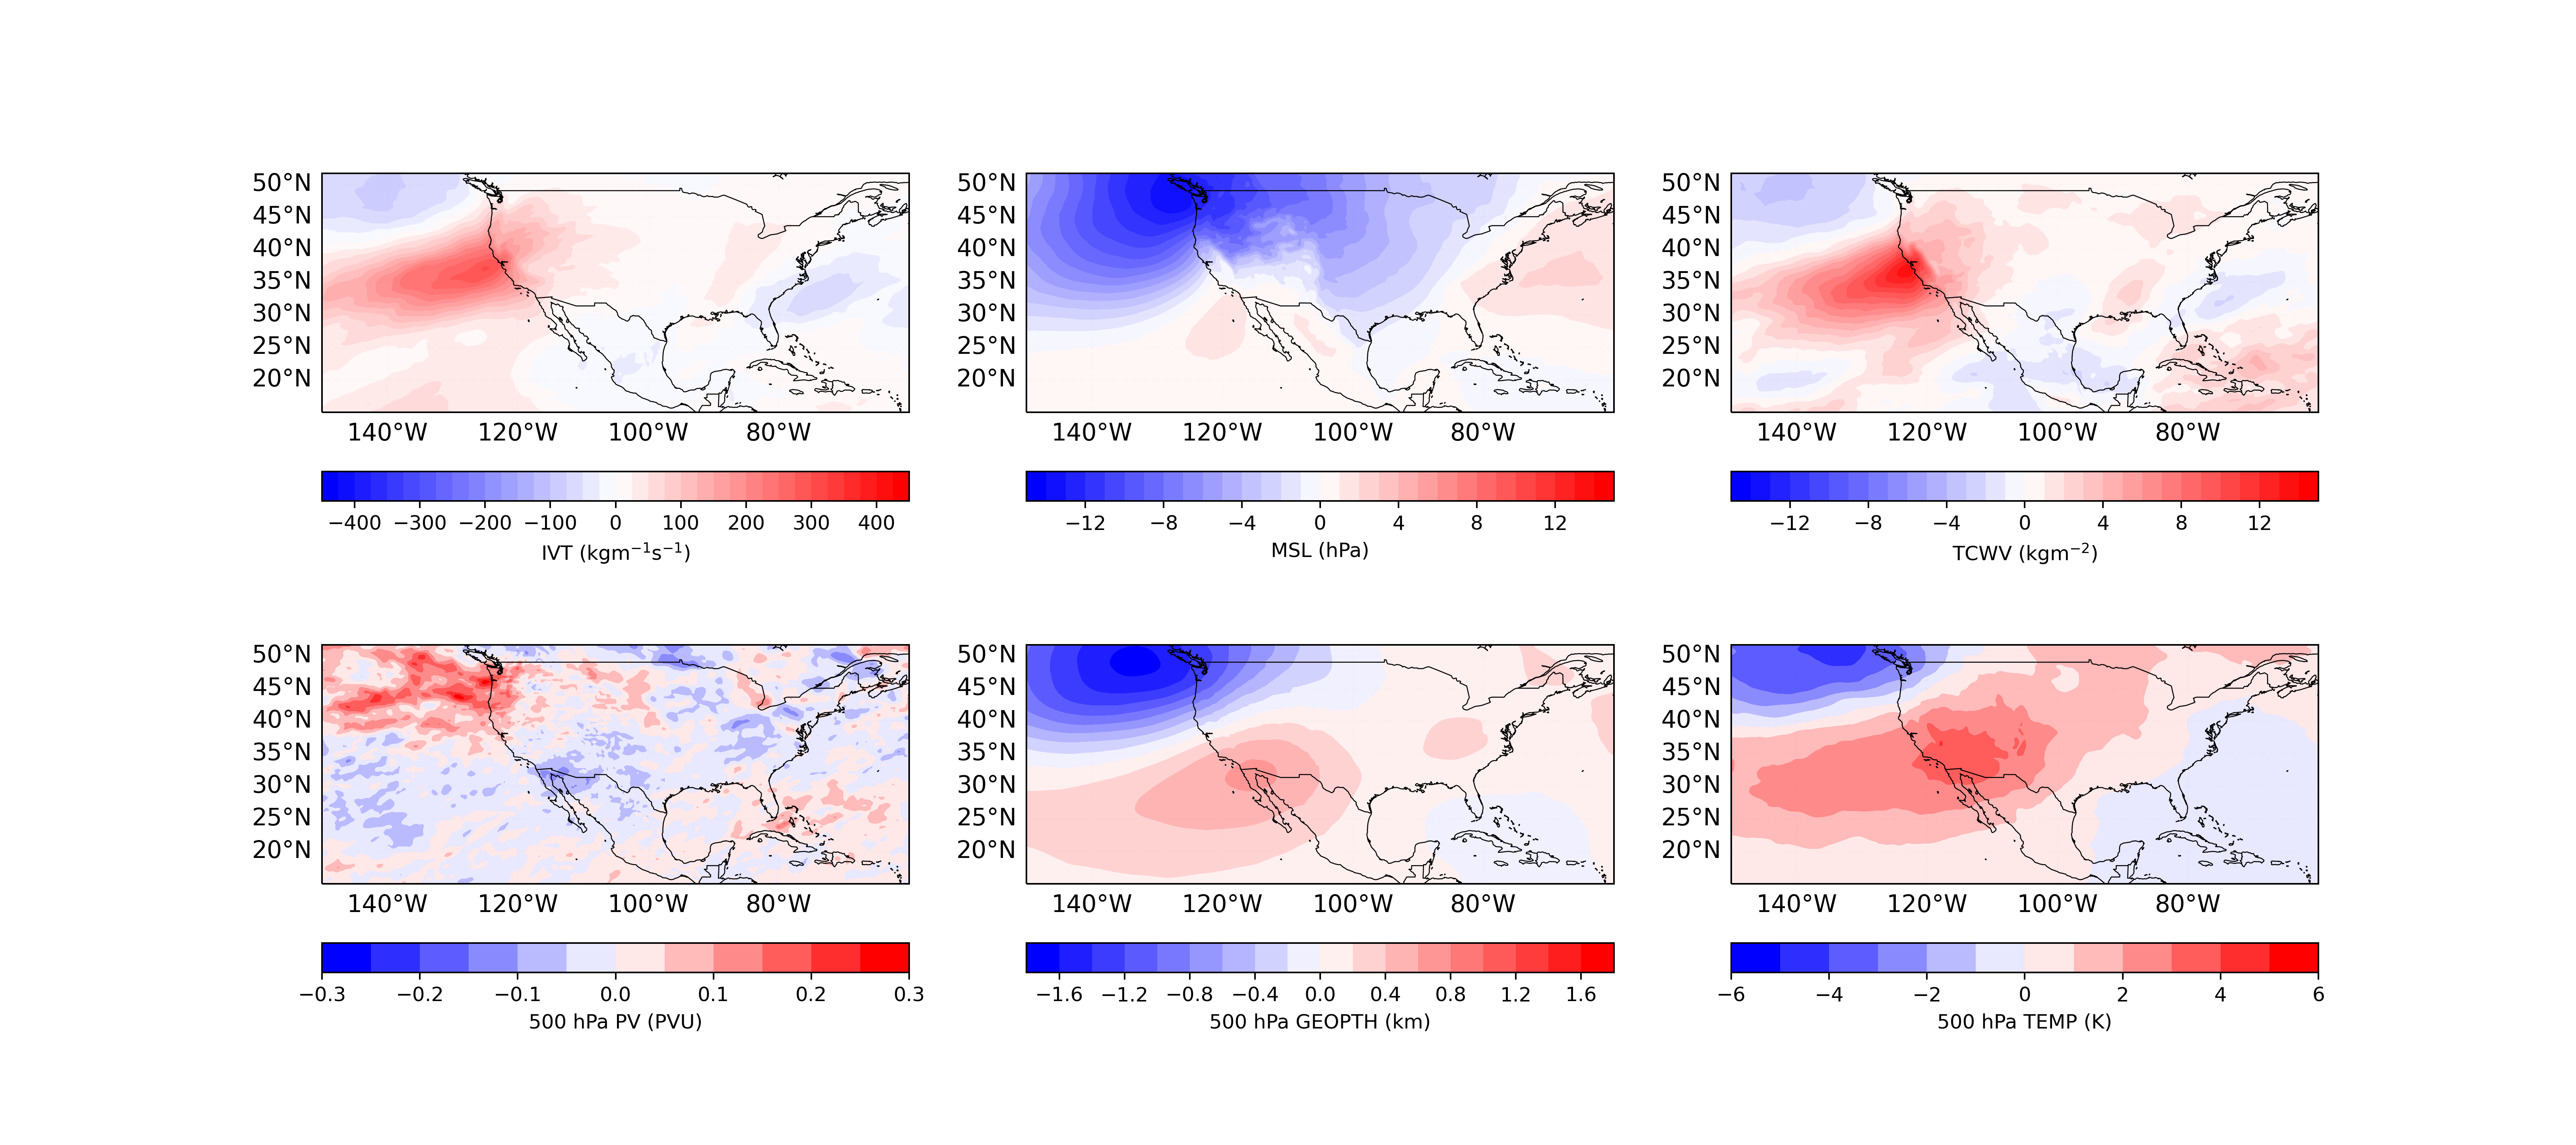 50°N 50°N 50°N
45°N 45°N 45°N
40°N 40°N 40°N
35°N 35°N 35°N
30°N 30°N 30°N
25°N 25°N 25°N
20°N 20°N 20°N
140°W 120°W 100°W 80°W 140°W 120°W 100°W 80°W 140°W 120°W 100°W 80°W
−400 −300 −200 −100 0 100 200 300 400 −12 −8 −4 0 4 8 12 −12 −8 −4 0 4 8 12
IVT (kgm⁻¹s⁻¹) MSL (hPa) TCWV (kgm⁻²)
50°N 50°N 50°N
45°N 45°N 45°N
40°N 40°N 40°N
35°N 35°N 35°N
30°N 30°N 30°N
25°N 25°N 25°N
20°N 20°N 20°N
140°W 120°W 100°W 80°W 140°W 120°W 100°W 80°W 140°W 120°W 100°W 80°W
−0.3 −0.2 −0.1 0.0 0.1 0.2 0.3 −1.6 −1.2 −0.8 −0.4 0.0 0.4 0.8 1.2 1.6 −6 −4 −2 0 2 4 6
500 hPa PV (PVU) 500 hPa GEOPTH (km) 500 hPa TEMP (K)